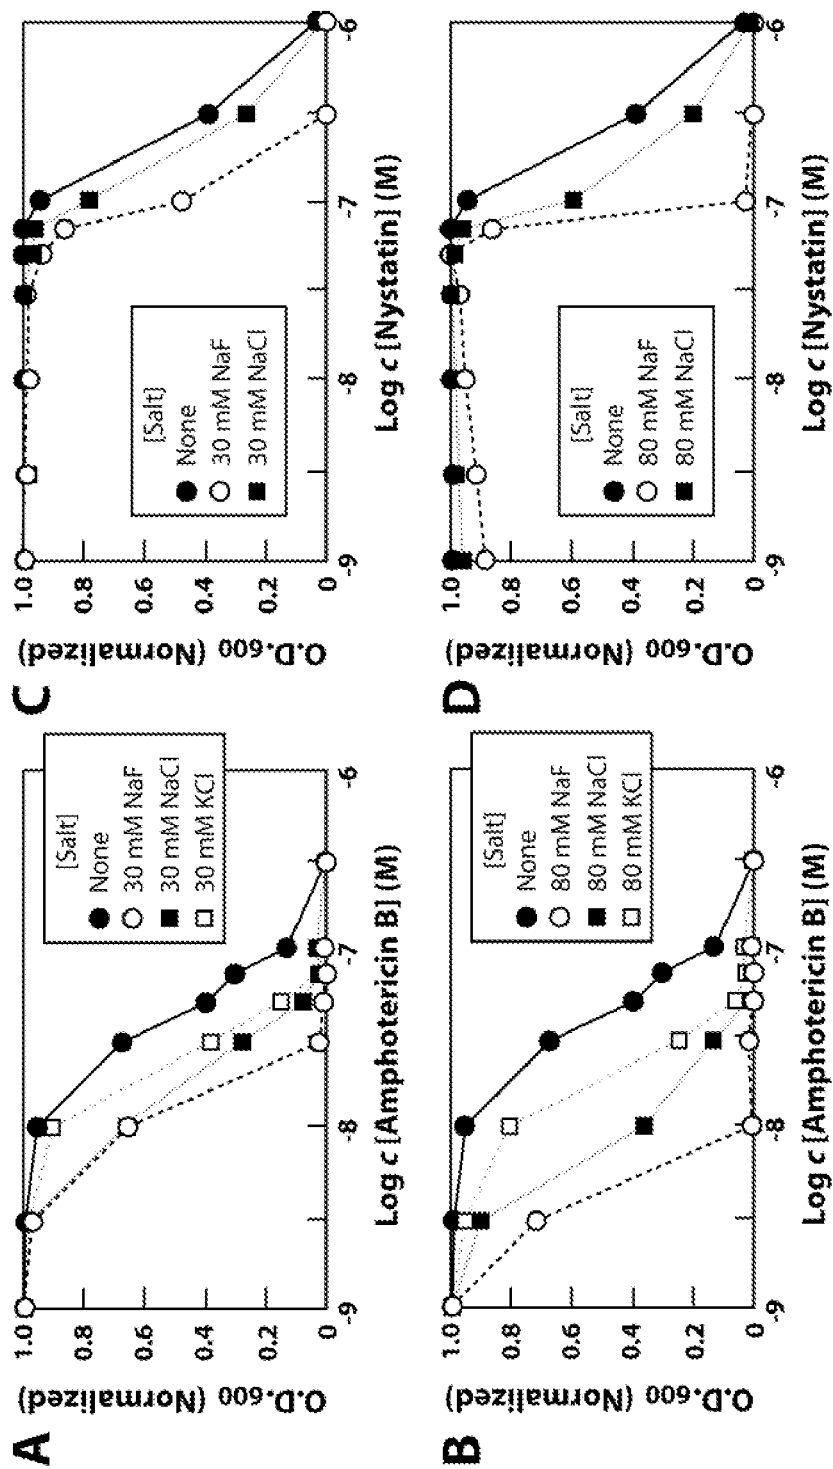 A
O.D.600 (Normalized)
1.0
0.8
0.6
0.4
0.2
0
-9
-8
-7
-6
Log c [Amphotericin B] (M)
[Salt]
None
30 mM NaF
30 mM NaCl
30 mM KCl
C
O.D.600 (Normalized)
1.0
0.8
0.6
0.4
0.2
0
-9
-8
-7
-6
Log c [Nystatin] (M)
[Salt]
None
30 mM NaF
30 mM NaCl
B
O.D.600 (Normalized)
1.0
0.8
0.6
0.4
0.2
0
-9
-8
-7
-6
Log c [Amphotericin B] (M)
[Salt]
None
80 mM NaF
80 mM NaCl
80 mM KCl
D
O.D.600 (Normalized)
1.0
0.8
0.6
0.4
0.2
0
-9
-8
-7
-6
Log c [Nystatin] (M)
[Salt]
None
80 mM NaF
80 mM NaCl